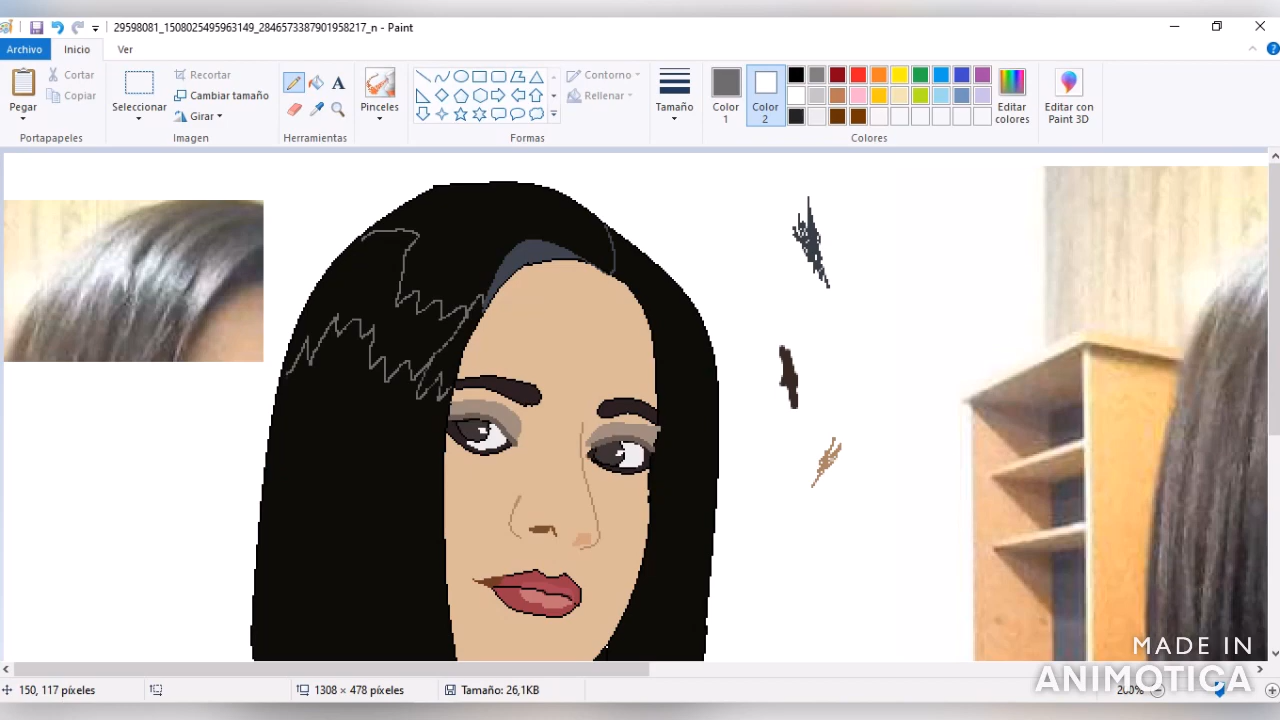 29598081_1508025495963149_2846573387901958217_n - Paint
Archivo Inicio Ver
Pegar
Cortar
Copiar
Portapapeles
Seleccionar
Recortar
Cambiar tamaño
Girar
Imagen
A
Herramientas
Pinceles
Contorno
Rellenar
Formas
Tamaño
Color 1
Color 2
Editar colores
Colores
Editar con Paint 3D
MADE IN
ANIMOTICA
150, 117 píxeles
1308 × 478 píxeles
Tamaño: 26,1KB
200%